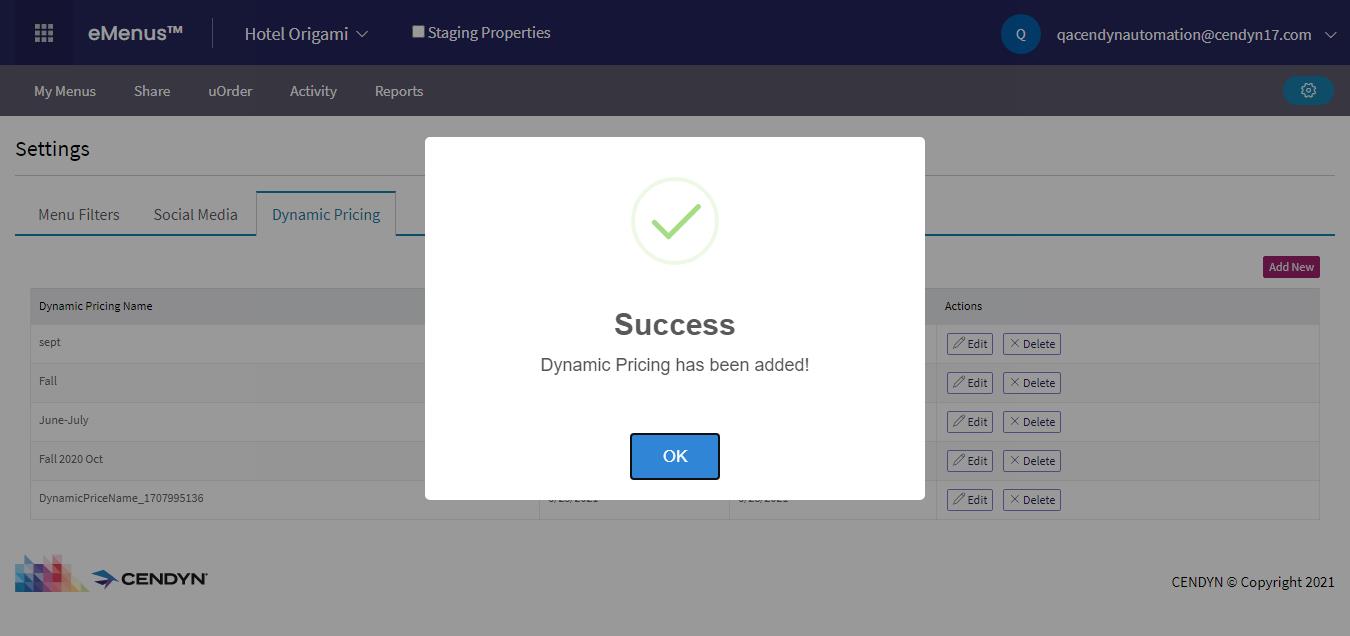 eMenus™ Hotel Origami Staging Properties Q qacendynautomation@cendyn17.com
My Menus Share uOrder Activity Reports
Settings
Menu Filters Social Media Dynamic Pricing
Add New
Dynamic Pricing Name Actions
sept Edit Delete
Fall Edit Delete
June-July Edit Delete
Fall 2020 Oct Edit Delete
DynamicPriceName_1707995136 Edit Delete
Success
Dynamic Pricing has been added!
OK
CENDYN CENDYN © Copyright 2021